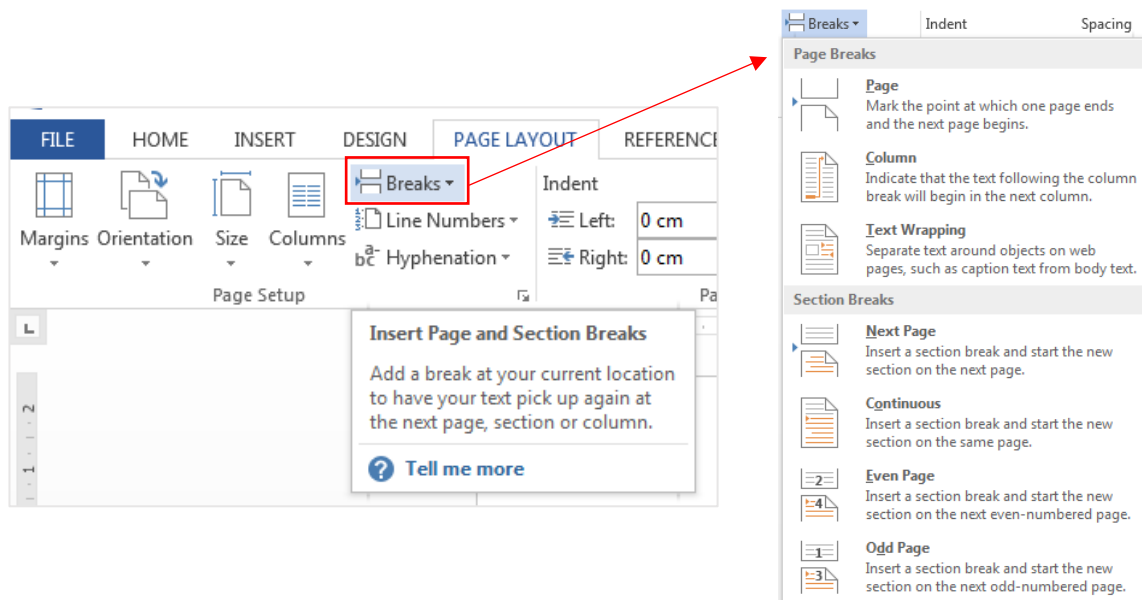 FILE HOME INSERT DESIGN PAGE LAYOUT REFERENCE
Breaks Indent
Line Numbers Left: 0 cm
Margins Orientation Size Columns
Hyphenation Right: 0 cm
Page Setup Pa
L
Insert Page and Section Breaks
Add a break at your current location
to have your text pick up again at
the next page, section or column.
Tell me more
2
1
Breaks Indent Spacing
Page Breaks
Page
Mark the point at which one page ends
and the next page begins.
Column
Indicate that the text following the column
break will begin in the next column.
Text Wrapping
Separate text around objects on web
pages, such as caption text from body text.
Section Breaks
Next Page
Insert a section break and start the new
section on the next page.
Continuous
Insert a section break and start the new
section on the same page.
2
4
Even Page
Insert a section break and start the new
section on the next even-numbered page.
1
3
Odd Page
Insert a section break and start the new
section on the next odd-numbered page.